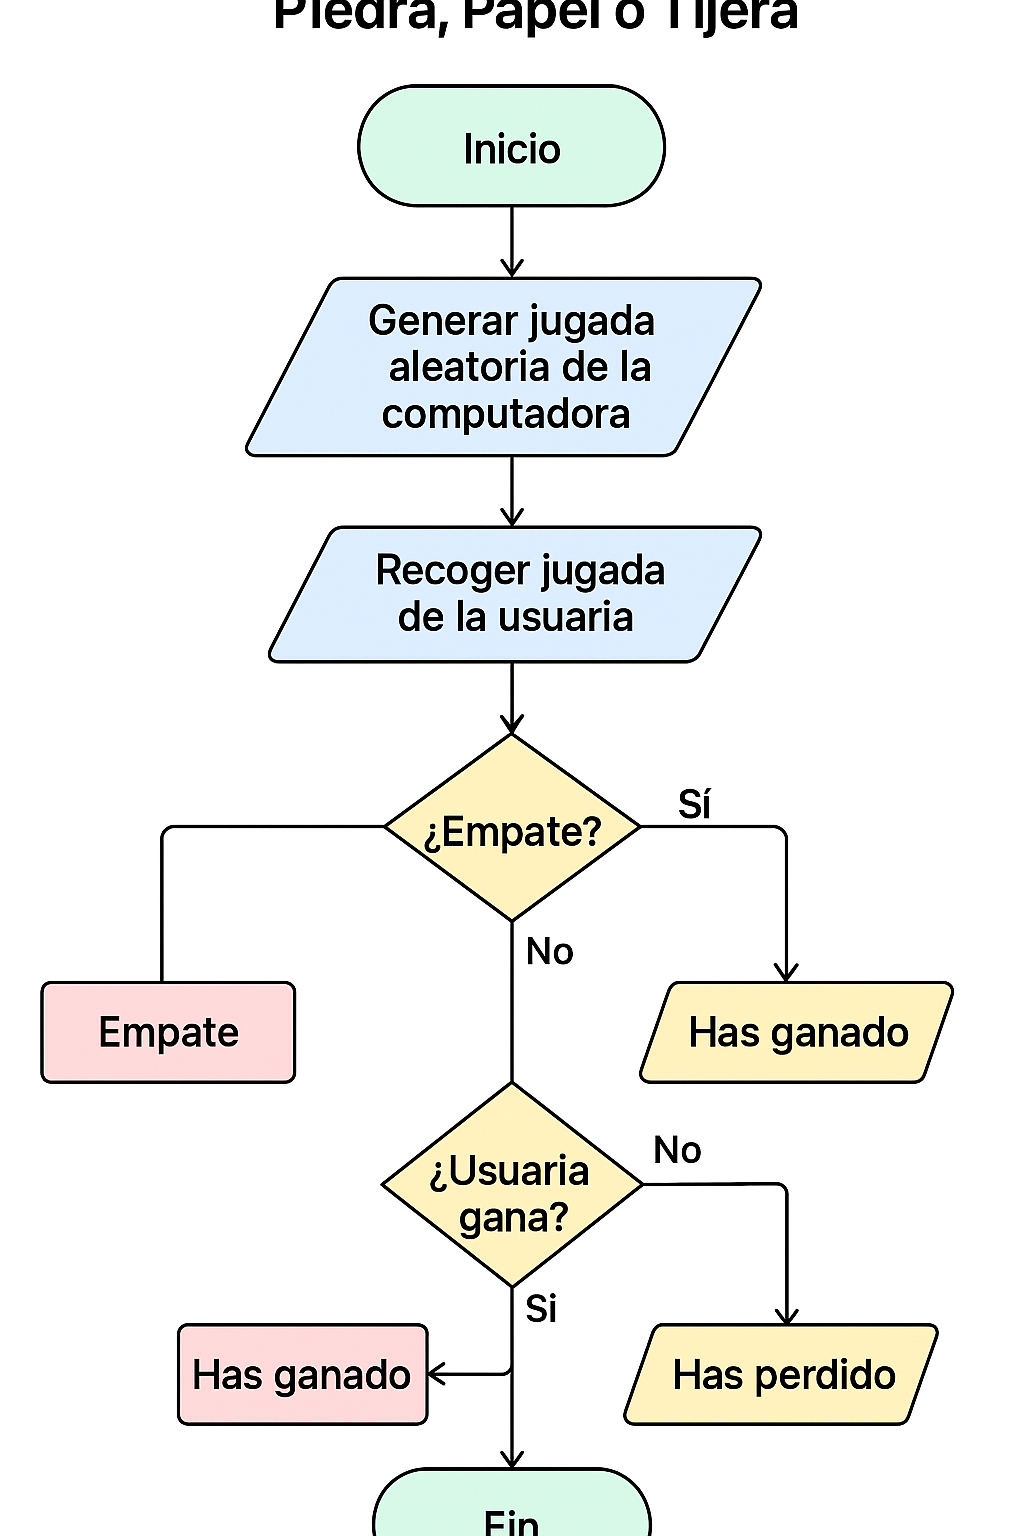 Piedra, Papel o Tijera
Inicio
Generar jugada
aleatoria de la
computadora
Recoger jugada
de la usuaria
¿Empate?
Sí
No
Empate
Has ganado
¿Usuaria
gana?
No
Si
Has ganado
Has perdido
Fin